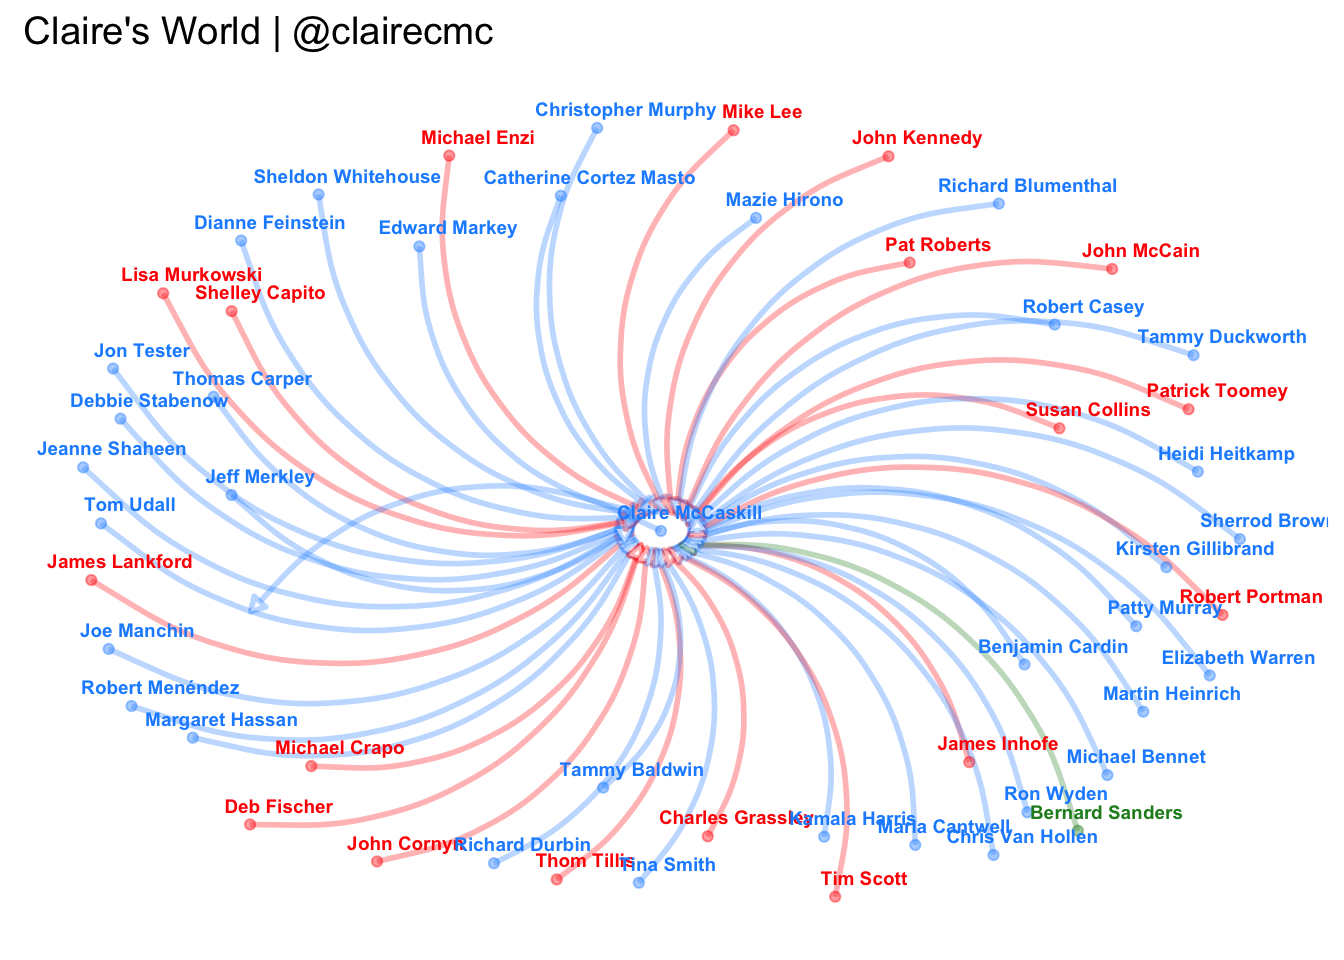 Claire's World | @clairecmc
Christopher Murphy
Mike Lee
Michael Enzi
John Kennedy
Sheldon Whitehouse
Catherine Cortez Masto
Richard Blumenthal
Mazie Hirono
Dianne Feinstein
Edward Markey
Pat Roberts
John McCain
Lisa Murkowski
Shelley Capito
Robert Casey
Tammy Duckworth
Jon Tester
Thomas Carper
Patrick Toomey
Debbie Stabenow
Susan Collins
Jeanne Shaheen
Heidi Heitkamp
Jeff Merkley
Tom Udall
Claire McCaskill
Sherrod Brown
Kirsten Gillibrand
James Lankford
Robert Portman
Patty Murray
Joe Manchin
Benjamin Cardin
Elizabeth Warren
Robert Menéndez
Martin Heinrich
Margaret Hassan
Michael Crapo
James Inhofe
Michael Bennet
Tammy Baldwin
Ron Wyden
Deb Fischer
Bernard Sanders
Charles Grassley
Kamala Harris
Maria Cantwell
Chris Van Hollen
John Cornyn
Richard Durbin
Thom Tillis
Tina Smith
Tim Scott